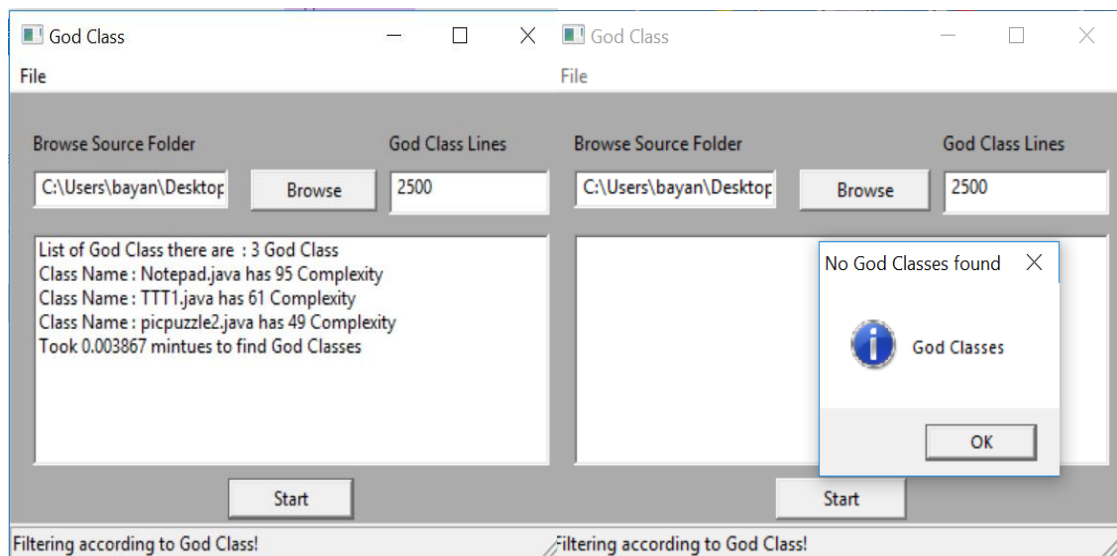 God Class
File
Browse Source Folder
God Class Lines
C:\Users\bayan\Desktop
Browse
2500
List of God Class there are : 3 God Class
Class Name : Notepad.java has 95 Complexity
Class Name : TTT1.java has 61 Complexity
Class Name : picpuzzle2.java has 49 Complexity
Took 0.003867 mintues to find God Classes
Start
Filtering according to God Class!
God Class
File
Browse Source Folder
God Class Lines
C:\Users\bayan\Desktop
Browse
2500
No God Classes found
God Classes
OK
Start
Filtering according to God Class!